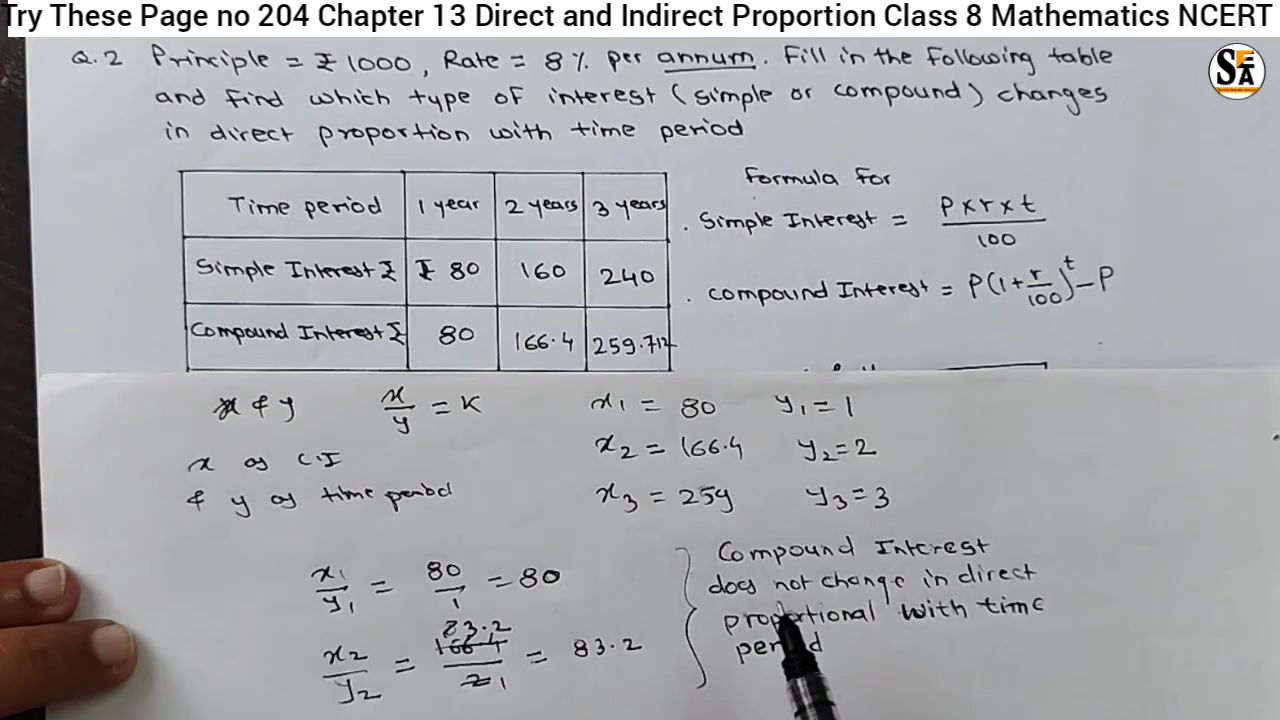 Try These Page no 204 Chapter 13 Direct and Indirect Proportion Class 8 Mathematics NCERT
Q.2 Principle = ₹ 1000, Rate = 8% per annum. Fill in the following table
and find which type of interest (simple or compound) changes
in direct proportion with time period
SFEA
Time period 1 year 2 years 3 years
Simple Interest ₹ ₹ 80 160 240
Compound Interest ₹ 80 166.4 259.712
Formula For
. Simple Interest = P×r×t/100
. compound Interest = P(1+r/100)^t-P
x & y x/y = K
x as C.I
& y as time period
x1 = 80 y1 = 1
x2 = 166.4 y2=2
x3 = 259 y3=3
x1/y1 = 80/1 = 80
83.2
x2/y2 = 166.4/2 1 = 83.2
Compound Interest
does not change in direct
proportional with time
period